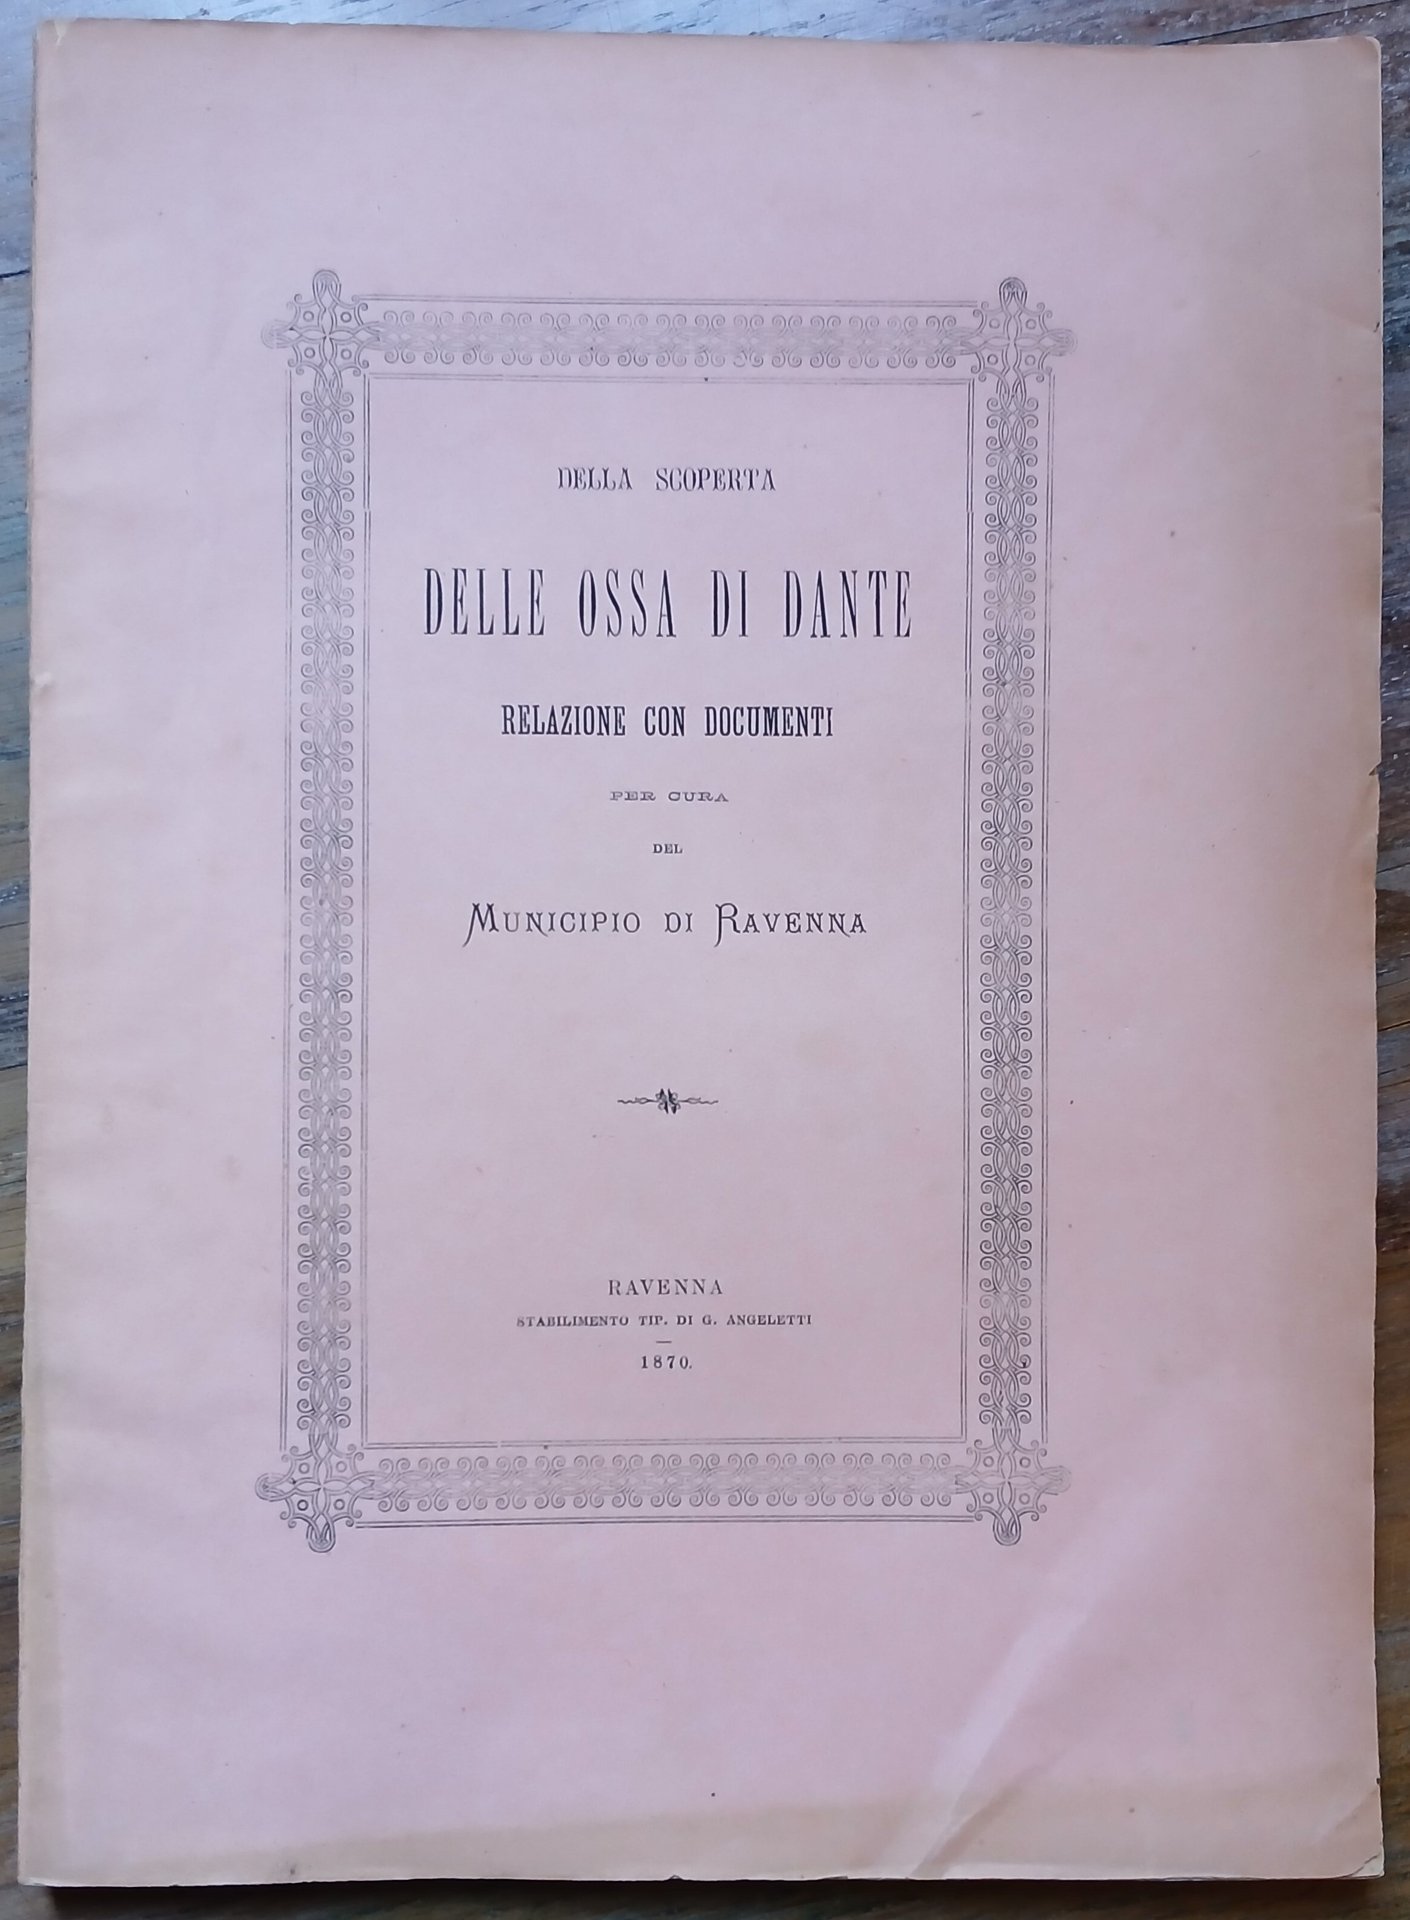 DELLA SCOPERTA
DELLE OSSA DI DANTE
RELAZIONE CON DOCUMENTI
PER CURA
DEL
MUNICIPIO DI RAVENNA
RAVENNA
STABILIMENTO TIP. DI G. ANGELETTI
1870.